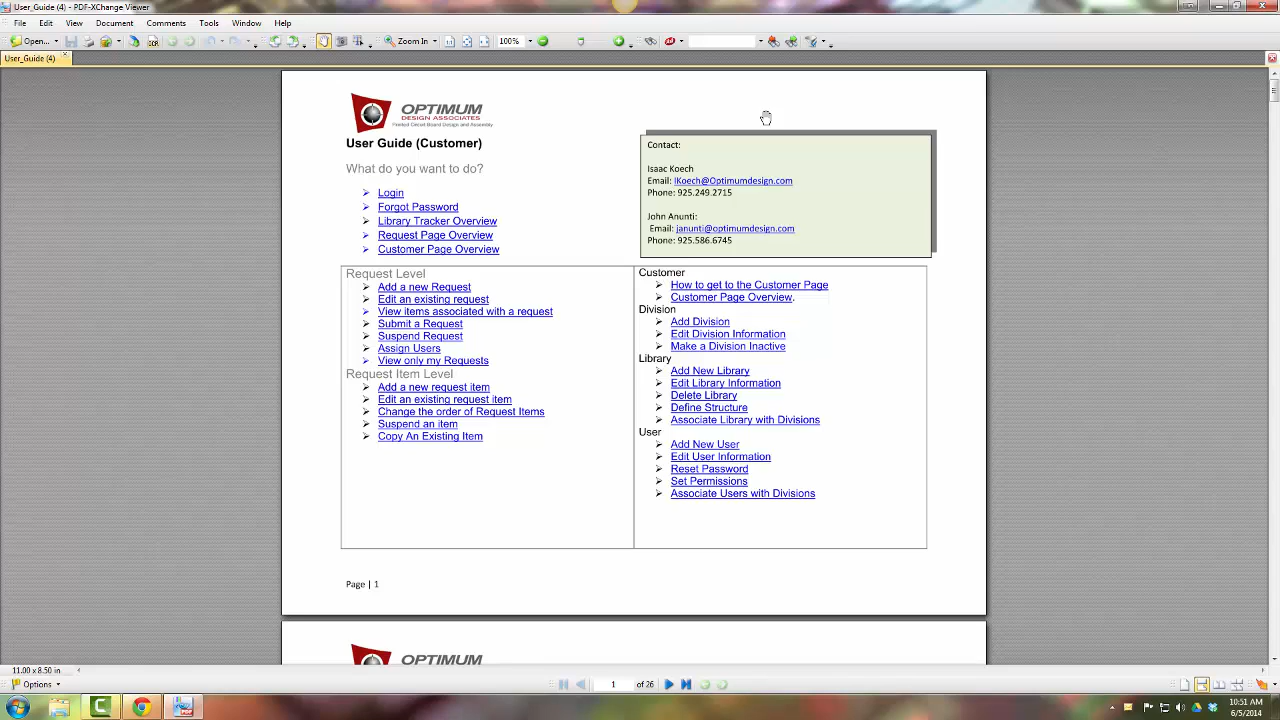 User_Guide (4) - PDF-XChange Viewer
File Edit View Document Comments Tools Window Help
Open... Zoom In 100%
User_Guide (4)
OPTIMUM
DESIGN ASSOCIATES
Printed Circuit Board Design and Assembly
User Guide (Customer)
What do you want to do?
Login
Forgot Password
Library Tracker Overview
Request Page Overview
Customer Page Overview
Contact:
Isaac Koech
Email: IKoech@Optimumdesign.com
Phone: 925.249.2715
John Anunti:
Email: janunti@optimumdesign.com
Phone: 925.586.6745
Request Level
Add a new Request
Edit an existing request
View items associated with a request
Submit a Request
Suspend Request
Assign Users
View only my Requests
Request Item Level
Add a new request item
Edit an existing request item
Change the order of Request Items
Suspend an item
Copy An Existing Item
Customer
How to get to the Customer Page
Customer Page Overview.
Division
Add Division
Edit Division Information
Make a Division Inactive
Library
Add New Library
Edit Library Information
Delete Library
Define Structure
Associate Library with Divisions
User
Add New User
Edit User Information
Reset Password
Set Permissions
Associate Users with Divisions
Page | 1
OPTIMUM
11.00 x 8.50 in
Options 1 of 26
10:51 AM
6/5/2014